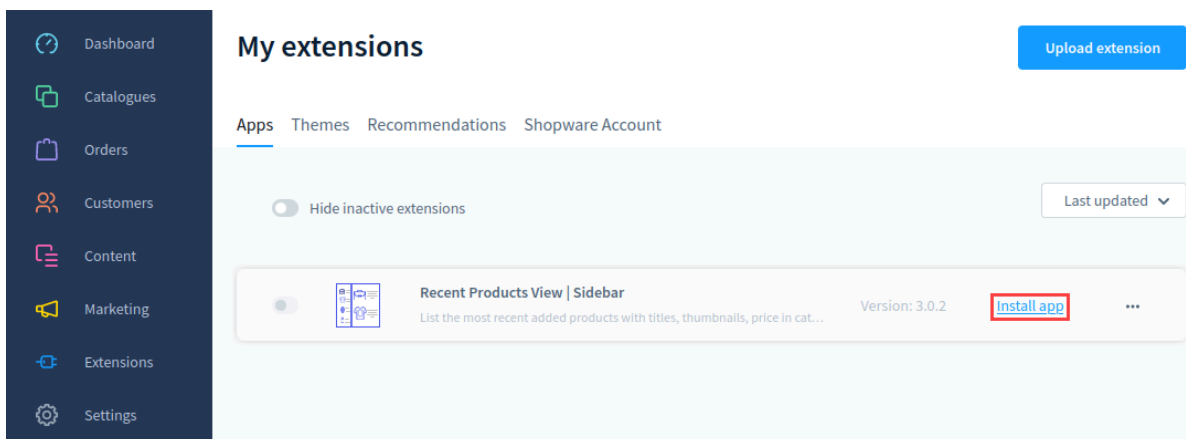 Dashboard
Catalogues
Orders
Customers
Content
Marketing
Extensions
Settings
My extensions
Upload extension
Apps Themes Recommendations Shopware Account
Hide inactive extensions
Last updated
Recent Products View | Sidebar
List the most recent added products with titles, thumbnails, price in cat...
Version: 3.0.2
Install app